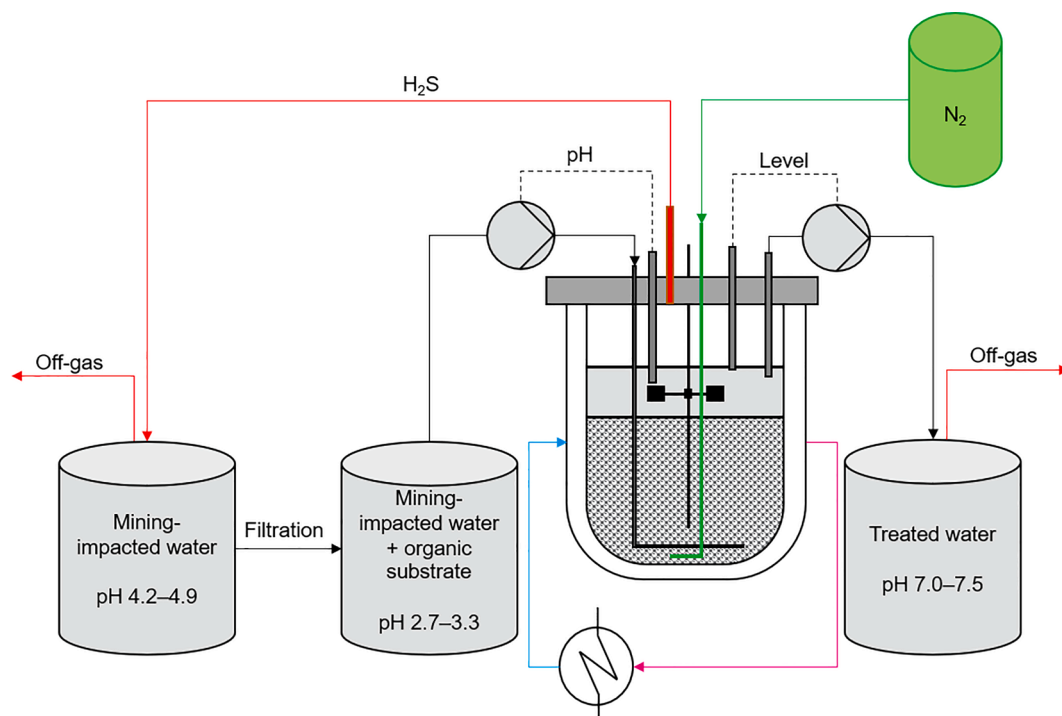 H₂S
N₂
pH
Level
Off-gas
Off-gas
Mining-
impacted water
pH 4.2–4.9
Filtration
Mining-
impacted water
+ organic
substrate
pH 2.7–3.3
Treated water
pH 7.0–7.5